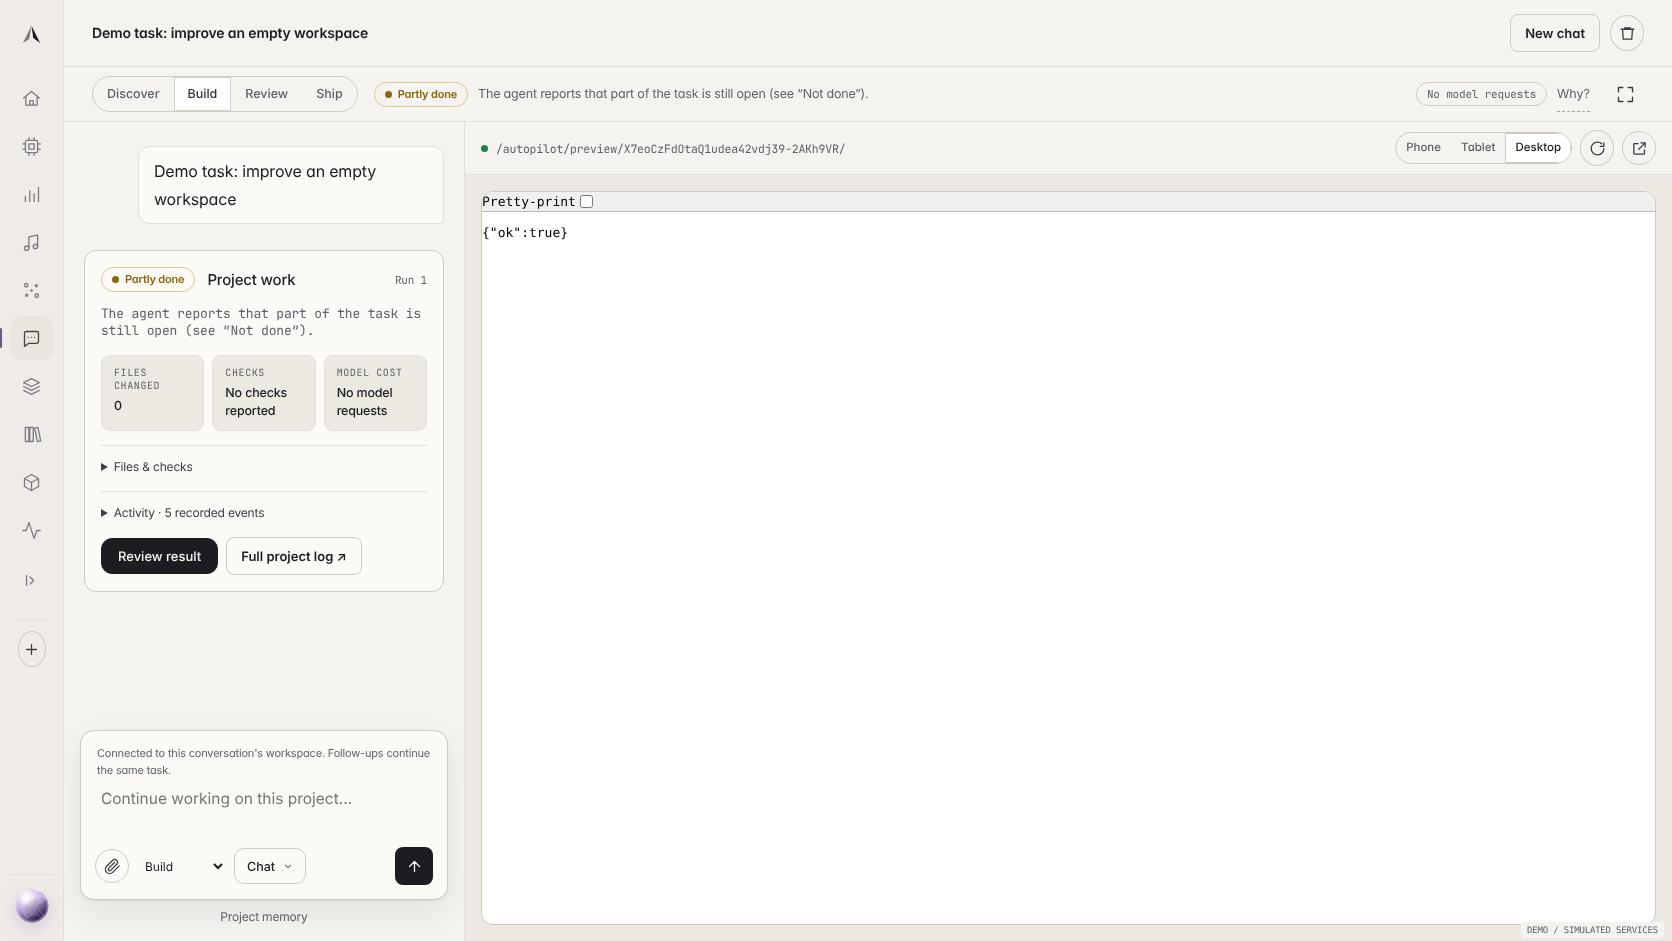 Demo task: improve an empty workspace
New chat
Discover
Build
Review
Ship
Partly done
The agent reports that part of the task is still open (see “Not done”).
No model requests
Why?
Demo task: improve an empty
workspace
Partly done
Project work
Run 1
The agent reports that part of the task is
still open (see “Not done”).
FILES
CHANGED
0
CHECKS
No checks
reported
MODEL COST
No model
requests
Files & checks
Activity · 5 recorded events
Review result
Full project log ↗
Connected to this conversation's workspace. Follow-ups continue
the same task.
Continue working on this project...
Build
Chat
Project memory
/autopilot/preview/X7eoCzFdOtaQ1udea42vdj39-2AKh9VR/
Phone
Tablet
Desktop
Pretty-print
{"ok":true}
DEMO / SIMULATED SERVICES